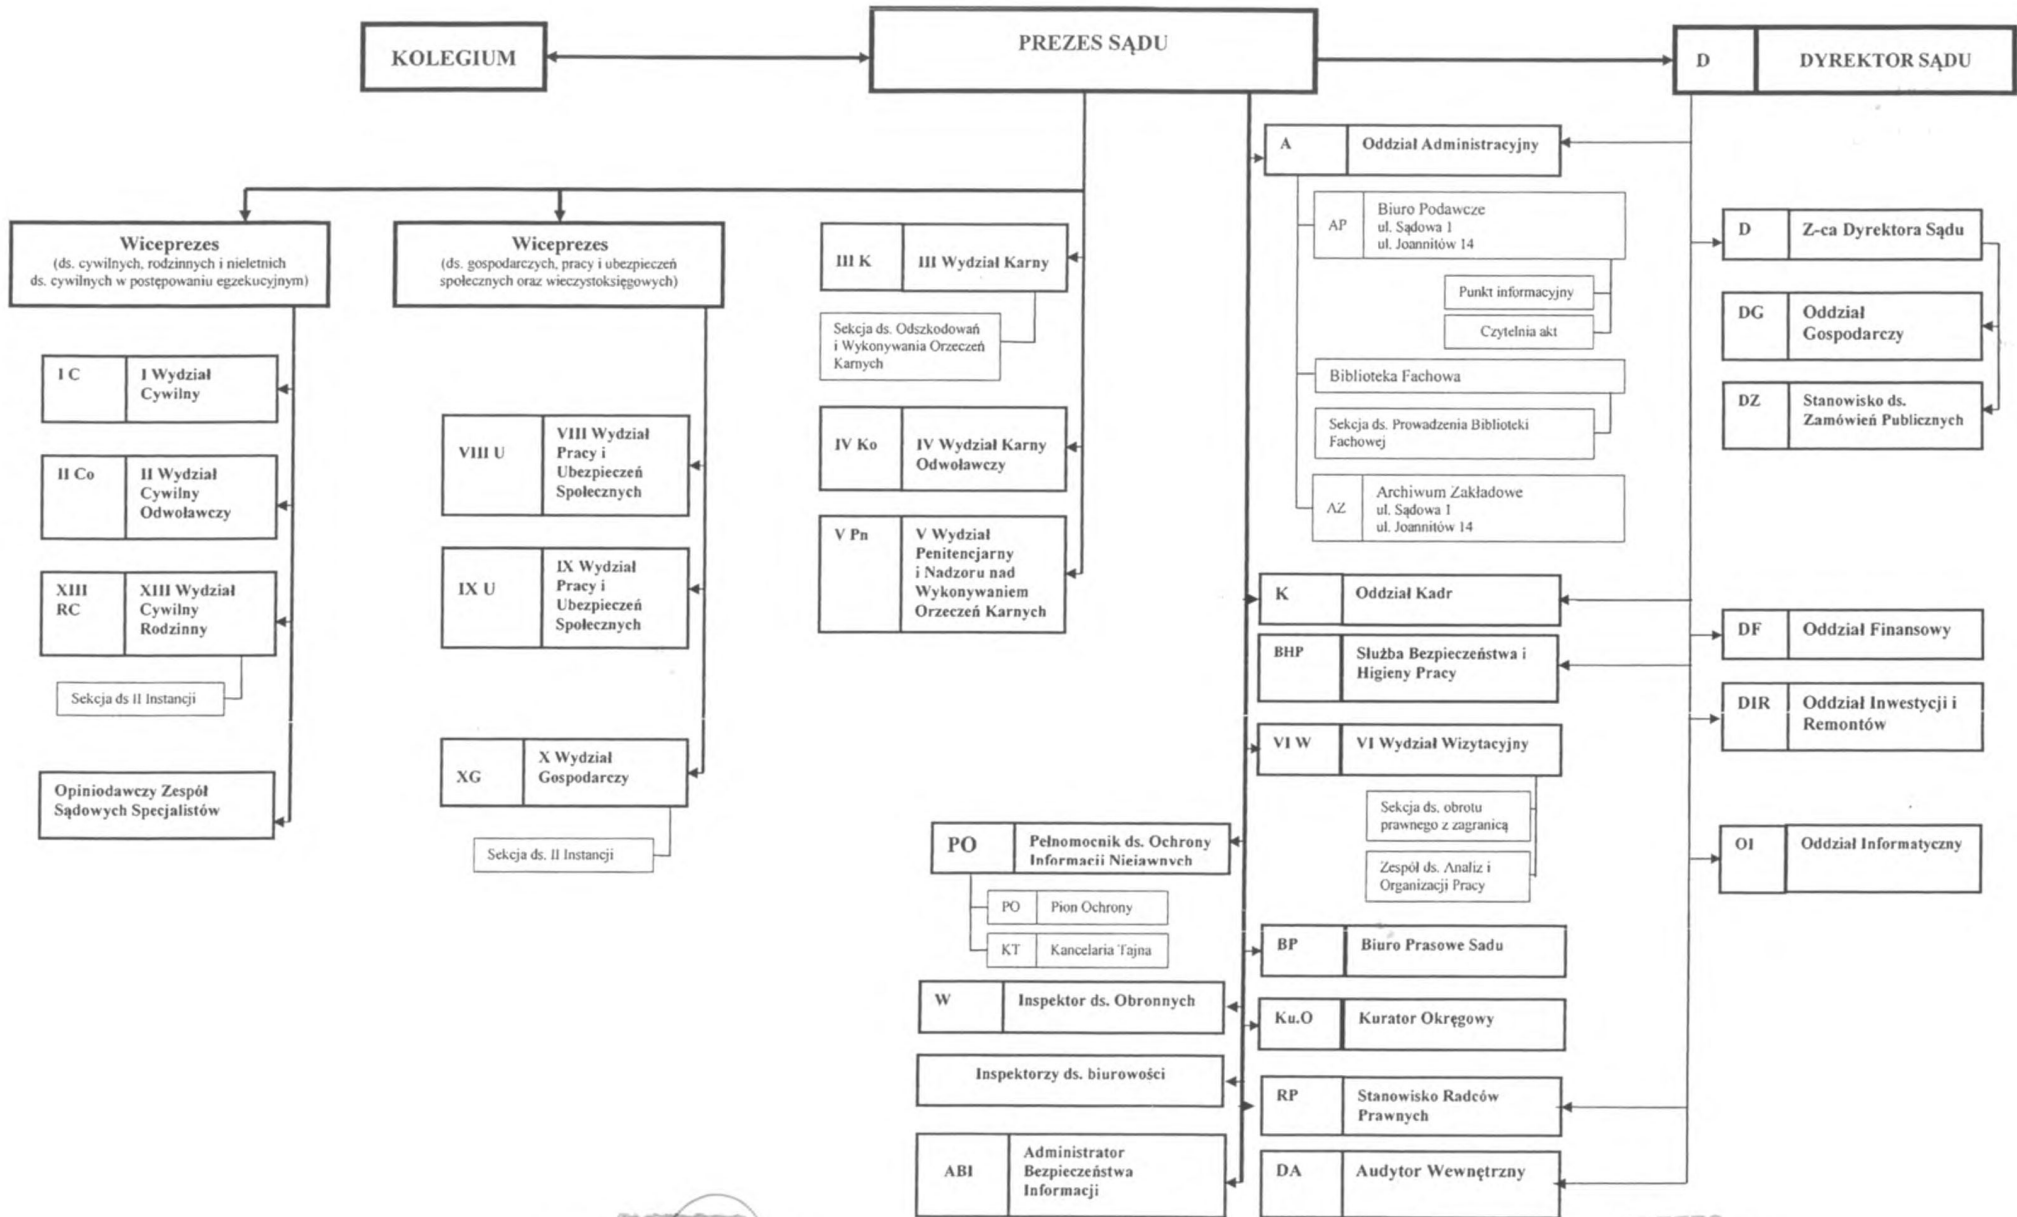 KOLEGIUM
PREZES SĄDU
D
DYREKTOR SĄDU
Wiceprezes
(ds. cywilnych, rodzinnych i nieletnich
ds. cywilnych w postępowaniu egzekucyjnym)
I C
I Wydział
Cywilny
II Co
II Wydział
Cywilny
Odwoławczy
XIII
RC
XIII Wydział
Cywilny
Rodzinny
Sekcja ds II Instancji
Opiniodawczy Zespół
Sądowych Specjalistów
Wiceprezes
(ds. gospodarczych, pracy i ubezpieczeń
społecznych oraz wieczystoksięgowych)
VIII U
VIII Wydział
Pracy i
Ubezpieczeń
Społecznych
IX U
IX Wydział
Pracy i
Ubezpieczeń
Społecznych
XG
X Wydział
Gospodarczy
Sekcja ds. II Instancji
III K
III Wydział Karny
Sekcja ds. Odszkodowań
i Wykonywania Orzeczeń
Karnych
IV Ko
IV Wydział Karny
Odwoławczy
V Pn
V Wydział
Penitencjarny
i Nadzoru nad
Wykonywaniem
Orzeczeń Karnych
PO
Pełnomocnik ds. Ochrony
Informacji Niejawnych
PO
Pion Ochrony
KT
Kancelaria Tajna
W
Inspektor ds. Obronnych
Inspektorzy ds. biurowości
ABI
Administrator
Bezpieczeństwa
Informacji
A
Oddział Administracyjny
AP
Biuro Podawcze
ul. Sądowa 1
ul. Joannitów 14
Punkt informacyjny
Czytelnia akt
Biblioteka Fachowa
Sekcja ds. Prowadzenia Biblioteki
Fachowej
AZ
Archiwum Zakładowe
ul. Sądowa 1
ul. Joannitów 14
K
Oddział Kadr
BHP
Służba Bezpieczeństwa i
Higieny Pracy
VI W
VI Wydział Wizytacyjny
Sekcja ds. obrotu
prawnego z zagranicą
Zespół ds. Analiz i
Organizacji Pracy
BP
Biuro Prasowe Sadu
Ku.O
Kurator Okręgowy
RP
Stanowisko Radców
Prawnych
DA
Audytor Wewnętrzny
D
Z-ca Dyrektora Sądu
DG
Oddział
Gospodarczy
DZ
Stanowisko ds.
Zamówień Publicznych
DF
Oddział Finansowy
DIR
Oddział Inwestycji i
Remontów
OI
Oddział Informatyczny